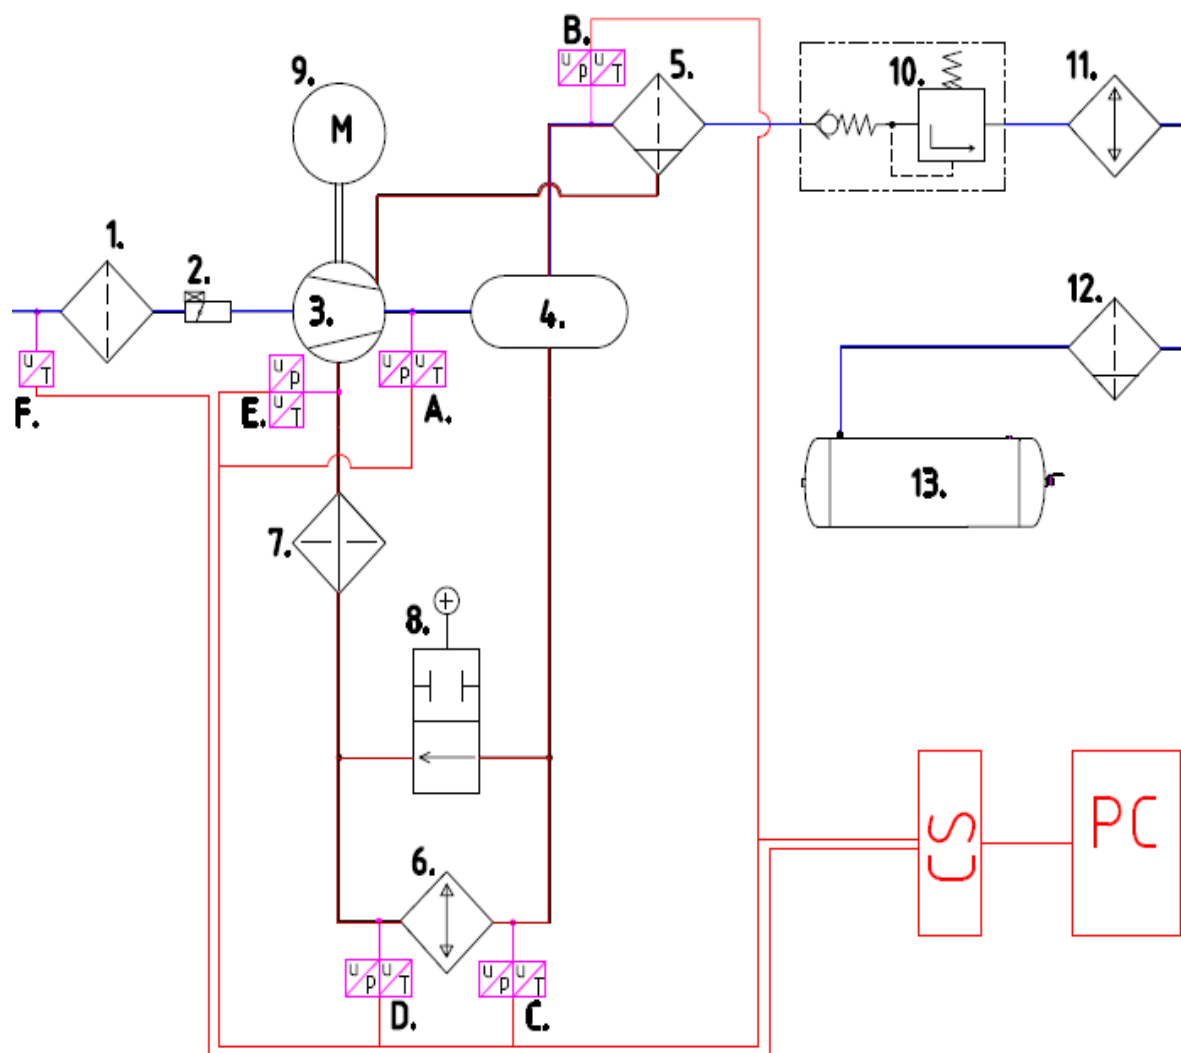 B.
u p u T
5.
9.
10.
11.
M
1.
2.
3.
4.
12.
u T
F.
u p
u T
E.
u p u T
A.
13.
7.
8.
6.
u p u T
D.
u p u T
C.
CS
PC